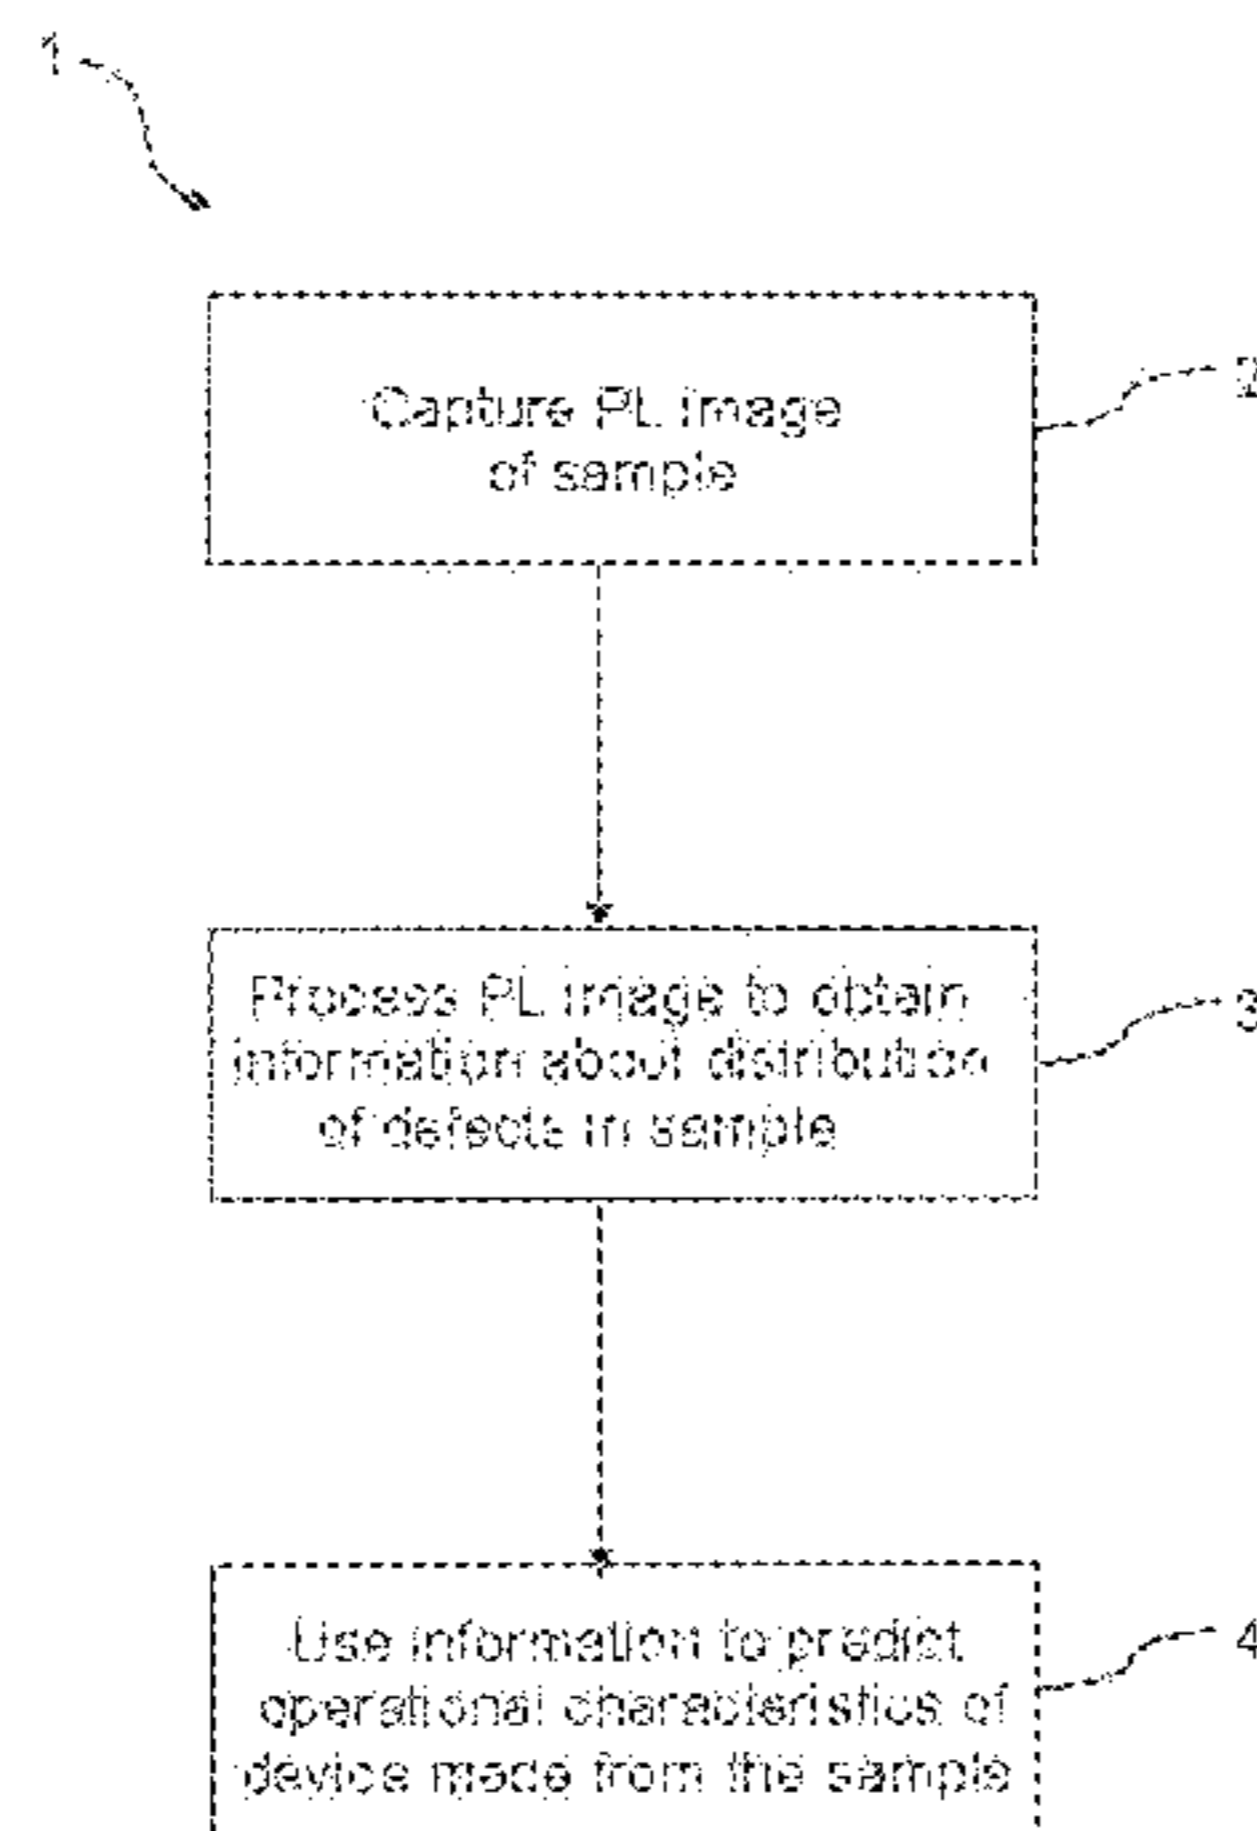 1
Capture PL image
of sample
2
Process PL image to obtain
information about distribution
of defects in sample
3
Use information to predict
operational characteristics of
device made from the sample
4